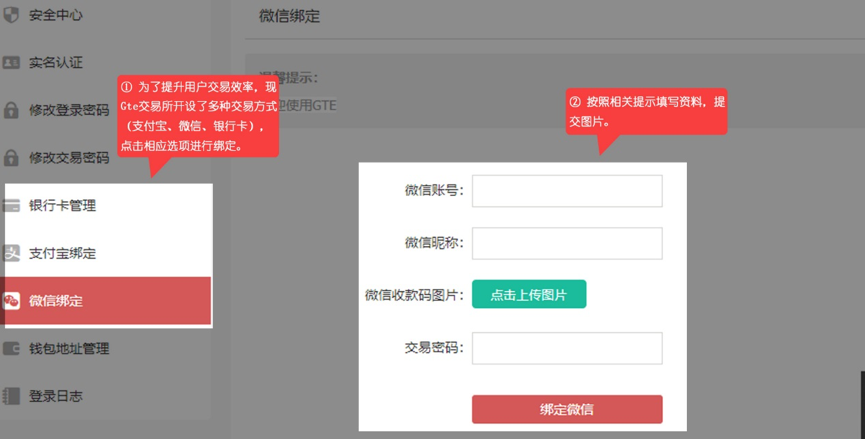 安全中心
实名认证
修改登录密码
修改交易密码
银行卡管理
支付宝绑定
微信绑定
钱包地址管理
登录日志
① 为了提升用户交易效率，现
Gte交易所开设了多种交易方式
（支付宝、微信、银行卡），
点击相应选项进行绑定。
微信绑定
提示：
使用GTE
② 按照相关提示填写资料，提
交图片。
微信账号：
微信昵称：
微信收款码图片：
点击上传图片
交易密码：
绑定微信